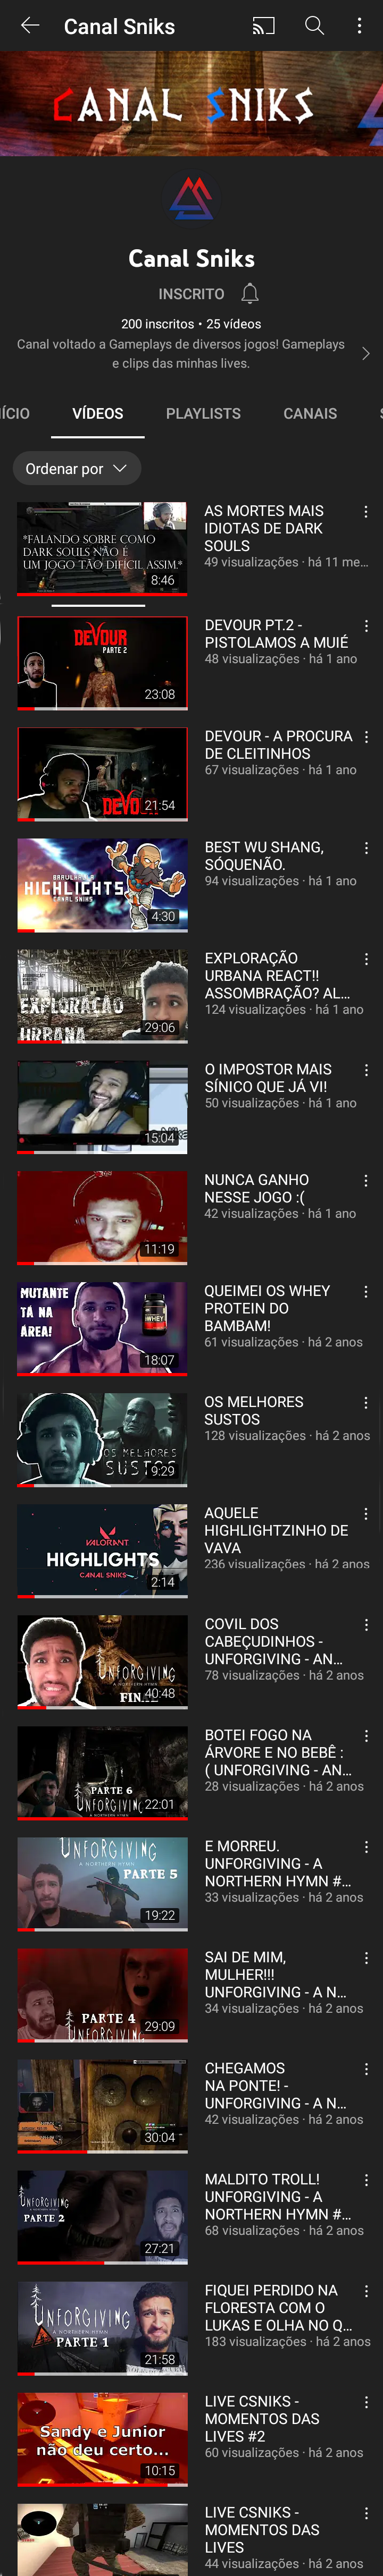 Canal Sniks
CANAL SNIKS
Canal Sniks
INSCRITO
200 inscritos • 25 vídeos
Canal voltado a Gameplays de diversos jogos! Gameplays
e clips das minhas lives.
ÍCIO VÍDEOS PLAYLISTS CANAIS
Ordenar por
*FALANDO SOBRE COMO
DARK SOULS NÃO É
UM JOGO TÃO DIFÍCIL ASSIM.*
8:46
AS MORTES MAIS
IDIOTAS DE DARK
SOULS
49 visualizações · há 11 me...
DEVOUR
PARTE 2
23:08
DEVOUR PT.2 -
PISTOLAMOS A MUIÉ
48 visualizações · há 1 ano
DEVO
21:54
DEVOUR - A PROCURA
DE CLEITINHOS
67 visualizações · há 1 ano
BRAWLHALLA
HIGHLIGHTS
CANAL SNIKS
4:30
BEST WU SHANG,
SÓQUENÃO.
94 visualizações · há 1 ano
EXPLORAÇÃO
URBANA
29:06
EXPLORAÇÃO
URBANA REACT!!
ASSOMBRAÇÃO? AL...
124 visualizações · há 1 ano
15:04
O IMPOSTOR MAIS
SÍNICO QUE JÁ VI!
50 visualizações · há 1 ano
11:19
NUNCA GANHO
NESSE JOGO :(
42 visualizações · há 1 ano
MUTANTE
TÁ NA
ÁREA!
WHEY
18:07
QUEIMEI OS WHEY
PROTEIN DO
BAMBAM!
61 visualizações · há 2 anos
OS MELHORES
SUSTOS
9:29
OS MELHORES
SUSTOS
128 visualizações · há 2 anos
VALORANT
HIGHLIGHTS
CANAL SNIKS
2:14
AQUELE
HIGHLIGHTZINHO DE
VAVA
236 visualizações · há 2 anos
UNFORGIVING
A NORTHERN HYMN
FINAL
40:48
COVIL DOS
CABEÇUDINHOS -
UNFORGIVING - AN...
78 visualizações · há 2 anos
PARTE 6
UNFORGIVING
A NORTHERN HYMN
22:01
BOTEI FOGO NA
ÁRVORE E NO BEBÊ :
( UNFORGIVING - AN...
28 visualizações · há 2 anos
UNFORGIVING
A NORTHERN HYMN
PARTE 5
19:22
E MORREU.
UNFORGIVING - A
NORTHERN HYMN #...
33 visualizações · há 2 anos
PARTE 4
UNFORGIVING
29:09
SAI DE MIM,
MULHER!!!
UNFORGIVING - A N...
34 visualizações · há 2 anos
30:04
CHEGAMOS
NA PONTE! -
UNFORGIVING - A N...
42 visualizações · há 2 anos
UNFORGIVING
PARTE 2
27:21
MALDITO TROLL!
UNFORGIVING - A
NORTHERN HYMN #...
68 visualizações · há 2 anos
UNFORGIVING
A NORTHERN HYMN
PARTE 1
21:58
FIQUEI PERDIDO NA
FLORESTA COM O
LUKAS E OLHA NO Q...
183 visualizações · há 2 anos
Sandy e Junior
não deu certo...
10:15
LIVE CSNIKS -
MOMENTOS DAS
LIVES #2
60 visualizações · há 2 anos
LIVE CSNIKS -
MOMENTOS DAS
LIVES
44 visualizações · há 2 anos